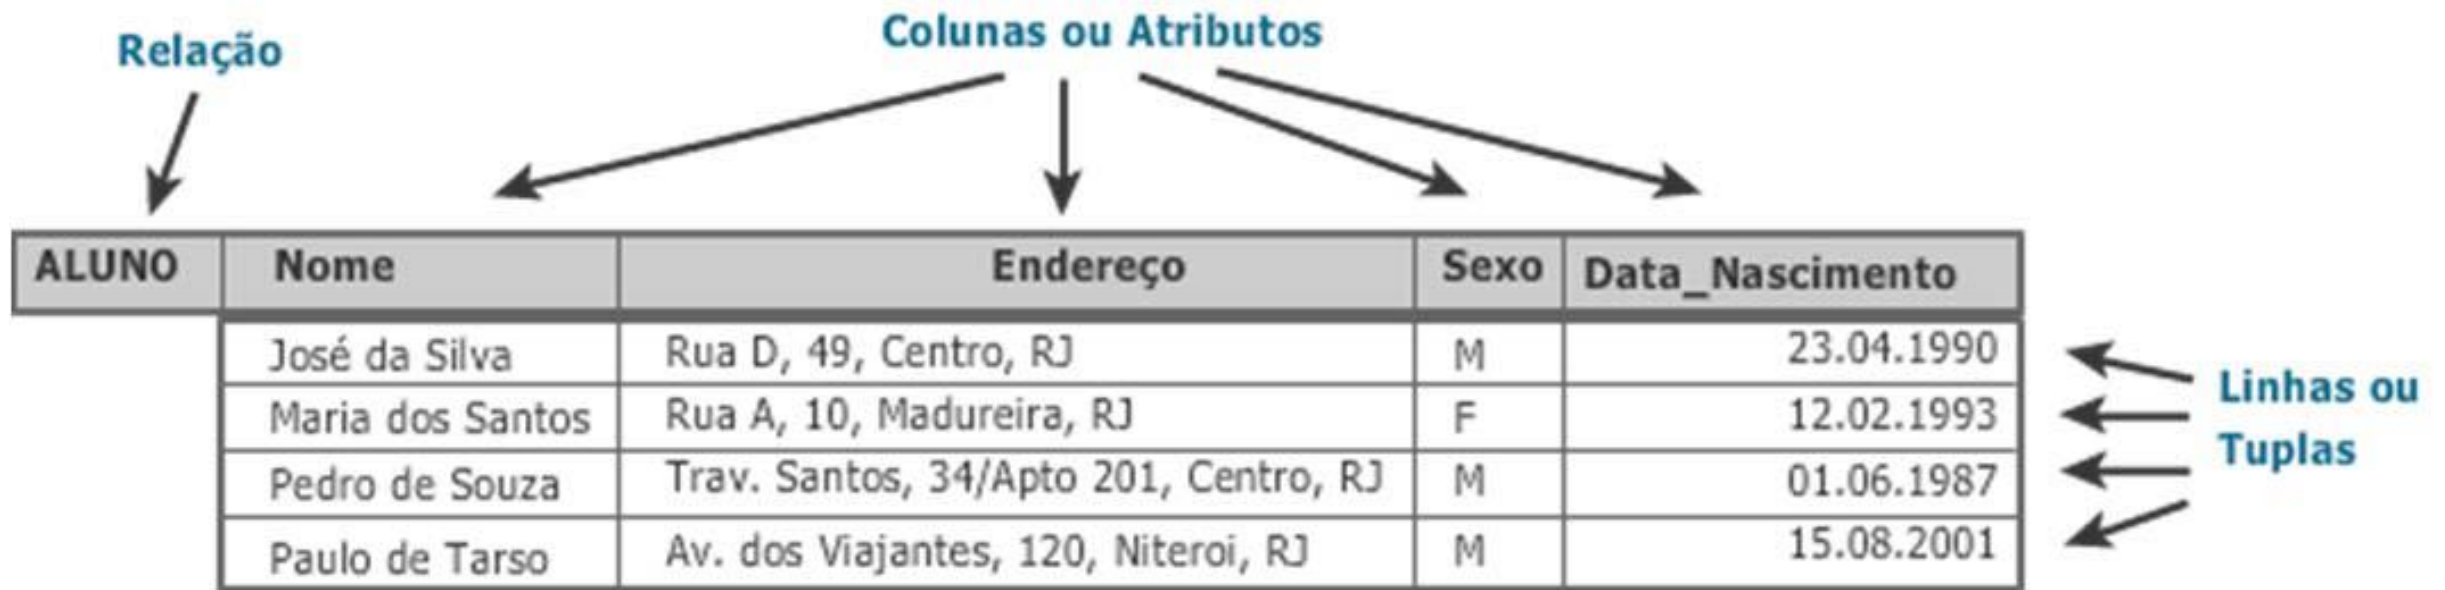 Relação
Colunas ou Atributos
ALUNO Nome Endereço Sexo Data_Nascimento
José da Silva Rua D, 49, Centro, RJ M 23.04.1990
Maria dos Santos Rua A, 10, Madureira, RJ F 12.02.1993
Pedro de Souza Trav. Santos, 34/Apto 201, Centro, RJ M 01.06.1987
Paulo de Tarso Av. dos Viajantes, 120, Niteroi, RJ M 15.08.2001
Linhas ou
Tuplas